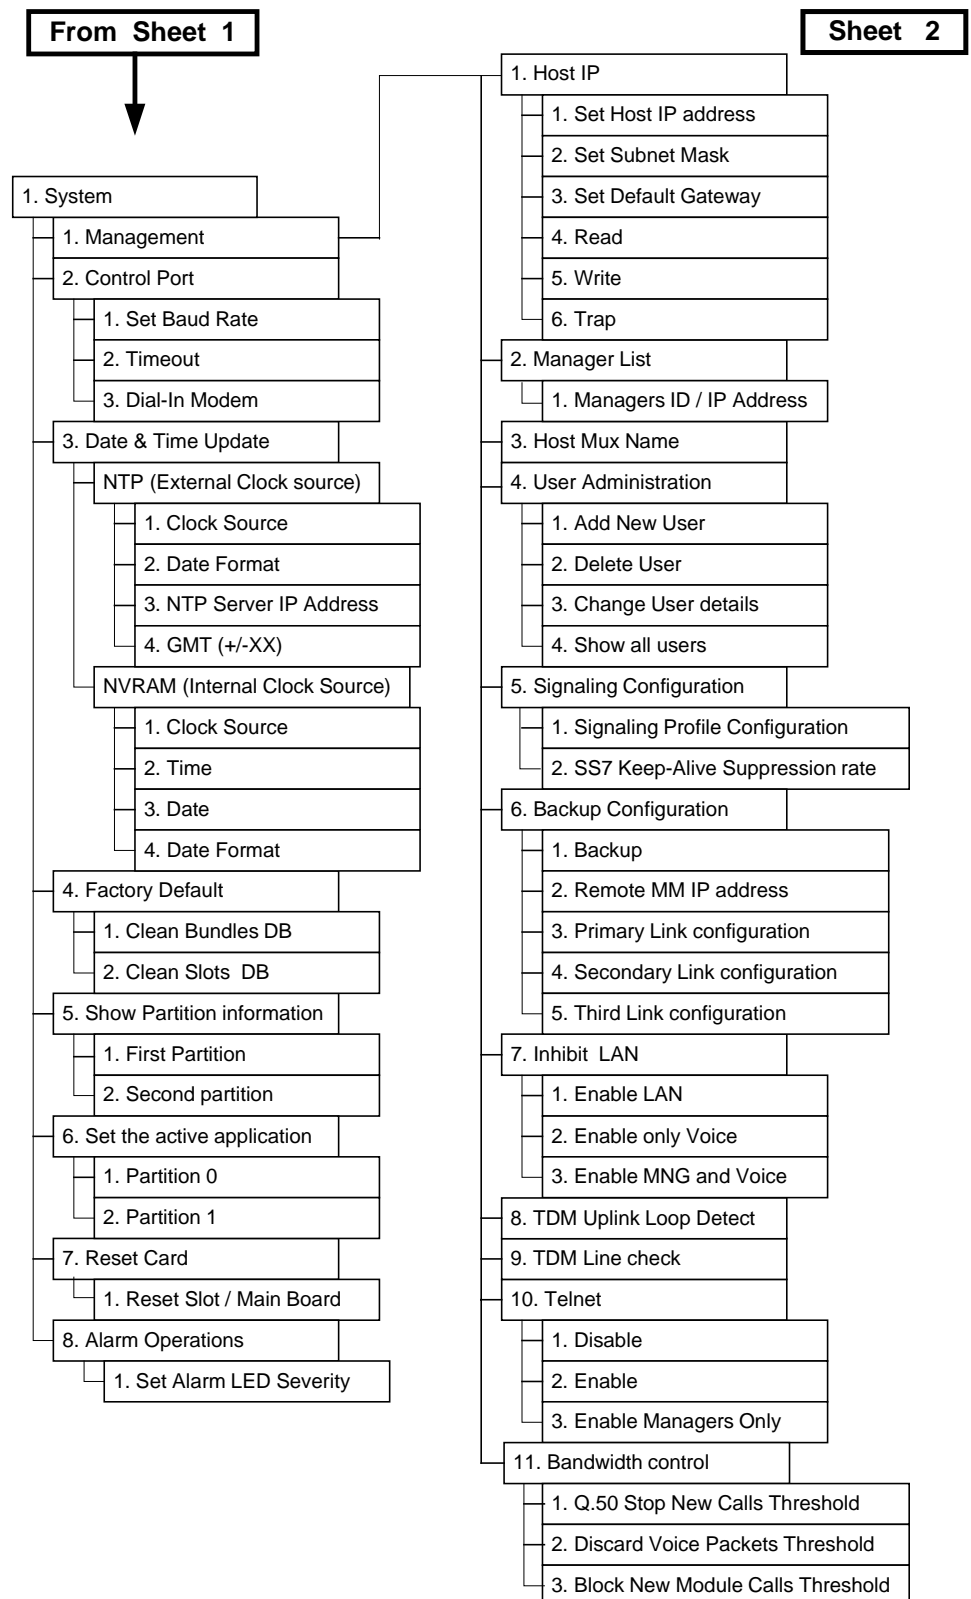 From Sheet 1
Sheet 2
1. System
1. Management
2. Control Port
1. Set Baud Rate
2. Timeout
3. Dial-In Modem
3. Date & Time Update
NTP (External Clock source)
1. Clock Source
2. Date Format
3. NTP Server IP Address
4. GMT (+/-XX)
NVRAM (Internal Clock Source)
1. Clock Source
2. Time
3. Date
4. Date Format
4. Factory Default
1. Clean Bundles DB
2. Clean Slots DB
5. Show Partition information
1. First Partition
2. Second partition
6. Set the active application
1. Partition 0
2. Partition 1
7. Reset Card
1. Reset Slot / Main Board
8. Alarm Operations
1. Set Alarm LED Severity
1. Host IP
1. Set Host IP address
2. Set Subnet Mask
3. Set Default Gateway
4. Read
5. Write
6. Trap
2. Manager List
1. Managers ID / IP Address
3. Host Mux Name
4. User Administration
1. Add New User
2. Delete User
3. Change User details
4. Show all users
5. Signaling Configuration
1. Signaling Profile Configuration
2. SS7 Keep-Alive Suppression rate
6. Backup Configuration
1. Backup
2. Remote MM IP address
3. Primary Link configuration
4. Secondary Link configuration
5. Third Link configuration
7. Inhibit LAN
1. Enable LAN
2. Enable only Voice
3. Enable MNG and Voice
8. TDM Uplink Loop Detect
9. TDM Line check
10. Telnet
1. Disable
2. Enable
3. Enable Managers Only
11. Bandwidth control
1. Q.50 Stop New Calls Threshold
2. Discard Voice Packets Threshold
3. Block New Module Calls Threshold